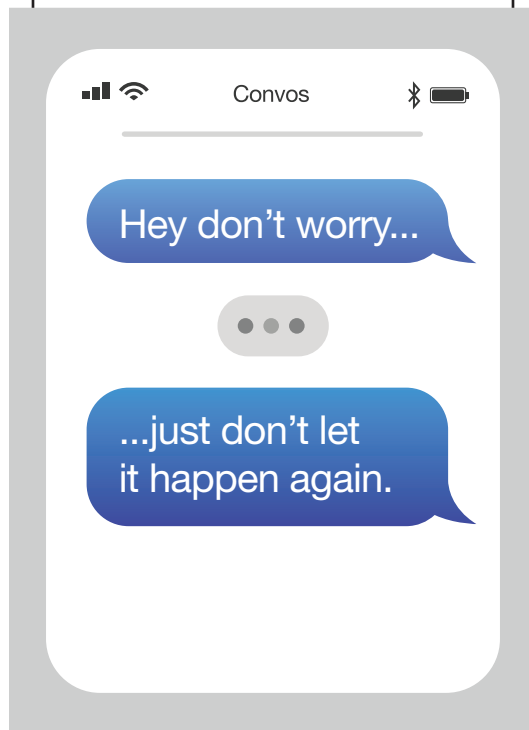 Convos
Hey don’t worry...
...just don’t let
it happen again.